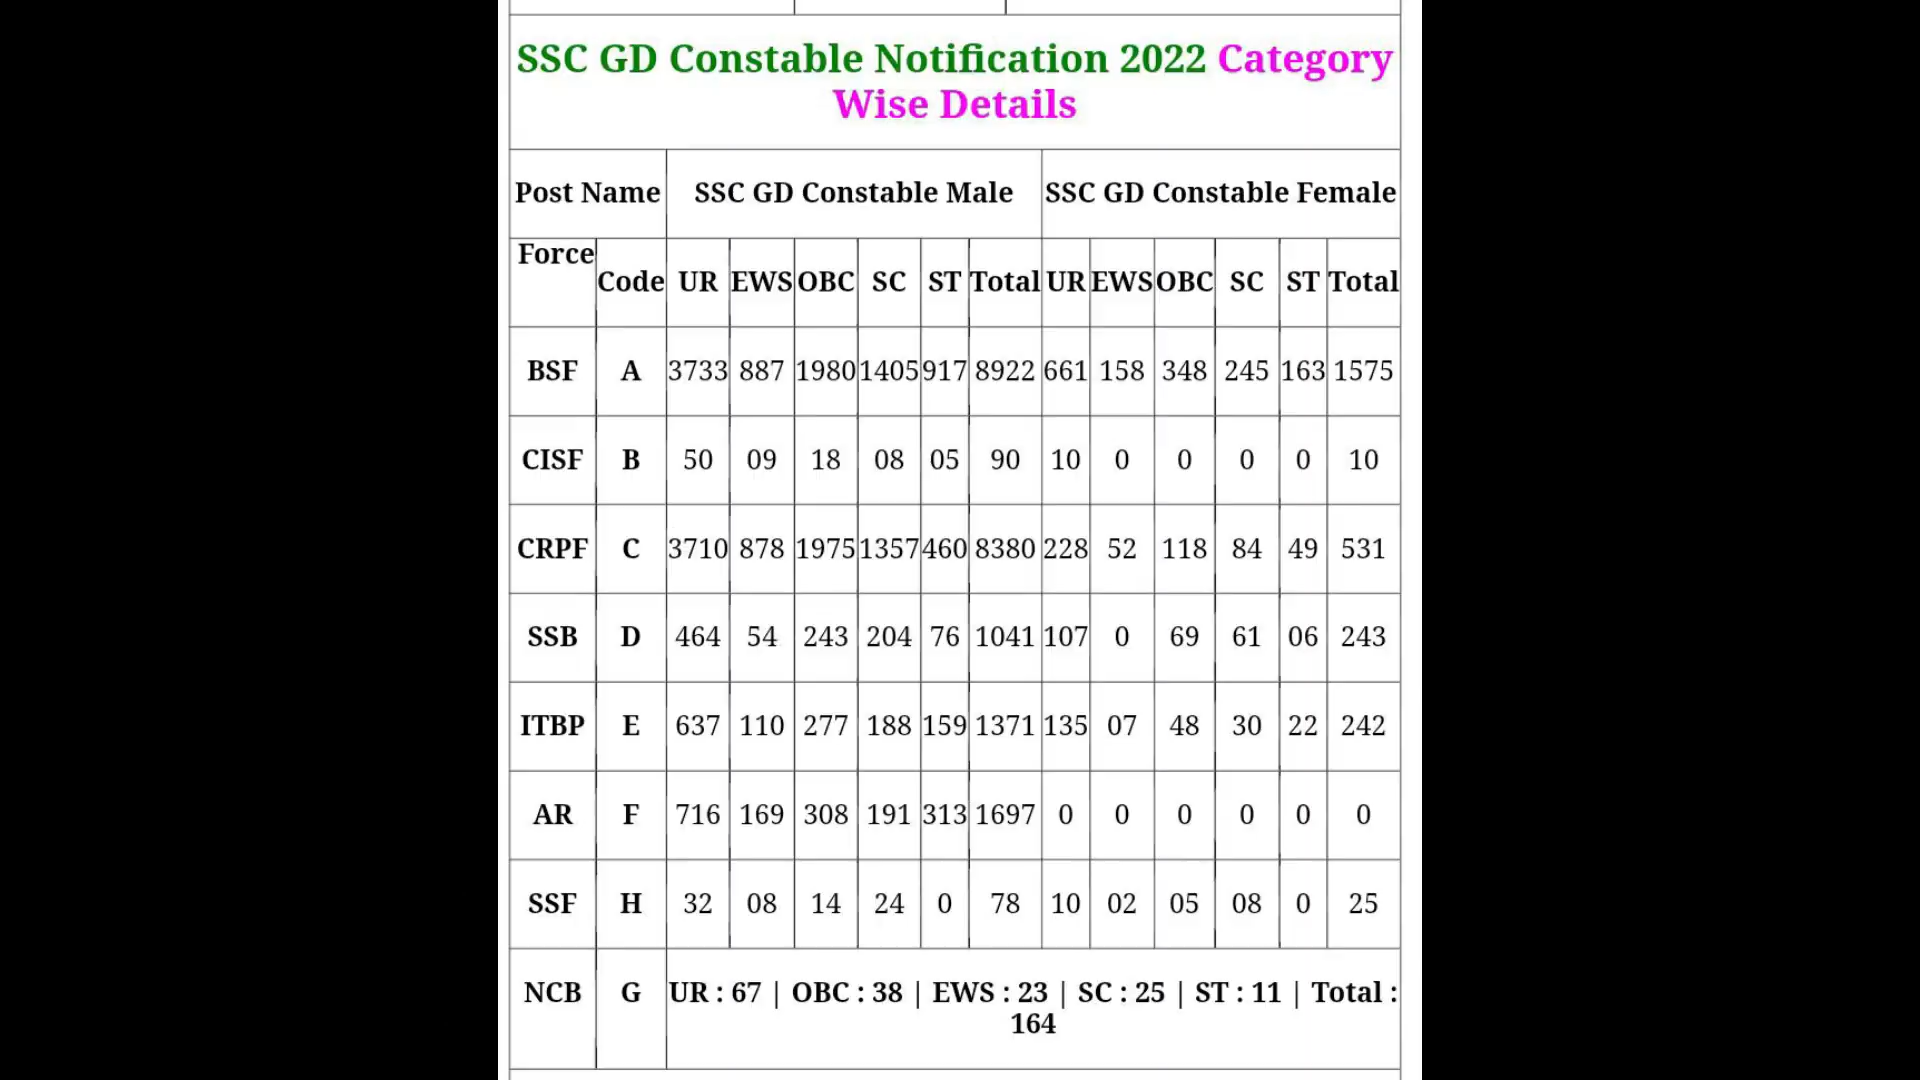 SSC GD Constable Notification 2022 Category
Wise Details
Post Name SSC GD Constable Male SSC GD Constable Female
Force Code UR EWS OBC SC ST Total UR EWS OBC SC ST Total
BSF A 3733 887 1980 1405 917 8922 661 158 348 245 163 1575
CISF B 50 09 18 08 05 90 10 0 0 0 0 10
CRPF C 3710 878 1975 1357 460 8380 228 52 118 84 49 531
SSB D 464 54 243 204 76 1041 107 0 69 61 06 243
ITBP E 637 110 277 188 159 1371 135 07 48 30 22 242
AR F 716 169 308 191 313 1697 0 0 0 0 0 0
SSF H 32 08 14 24 0 78 10 02 05 08 0 25
NCB G UR : 67 | OBC : 38 | EWS : 23 | SC : 25 | ST : 11 | Total :
164